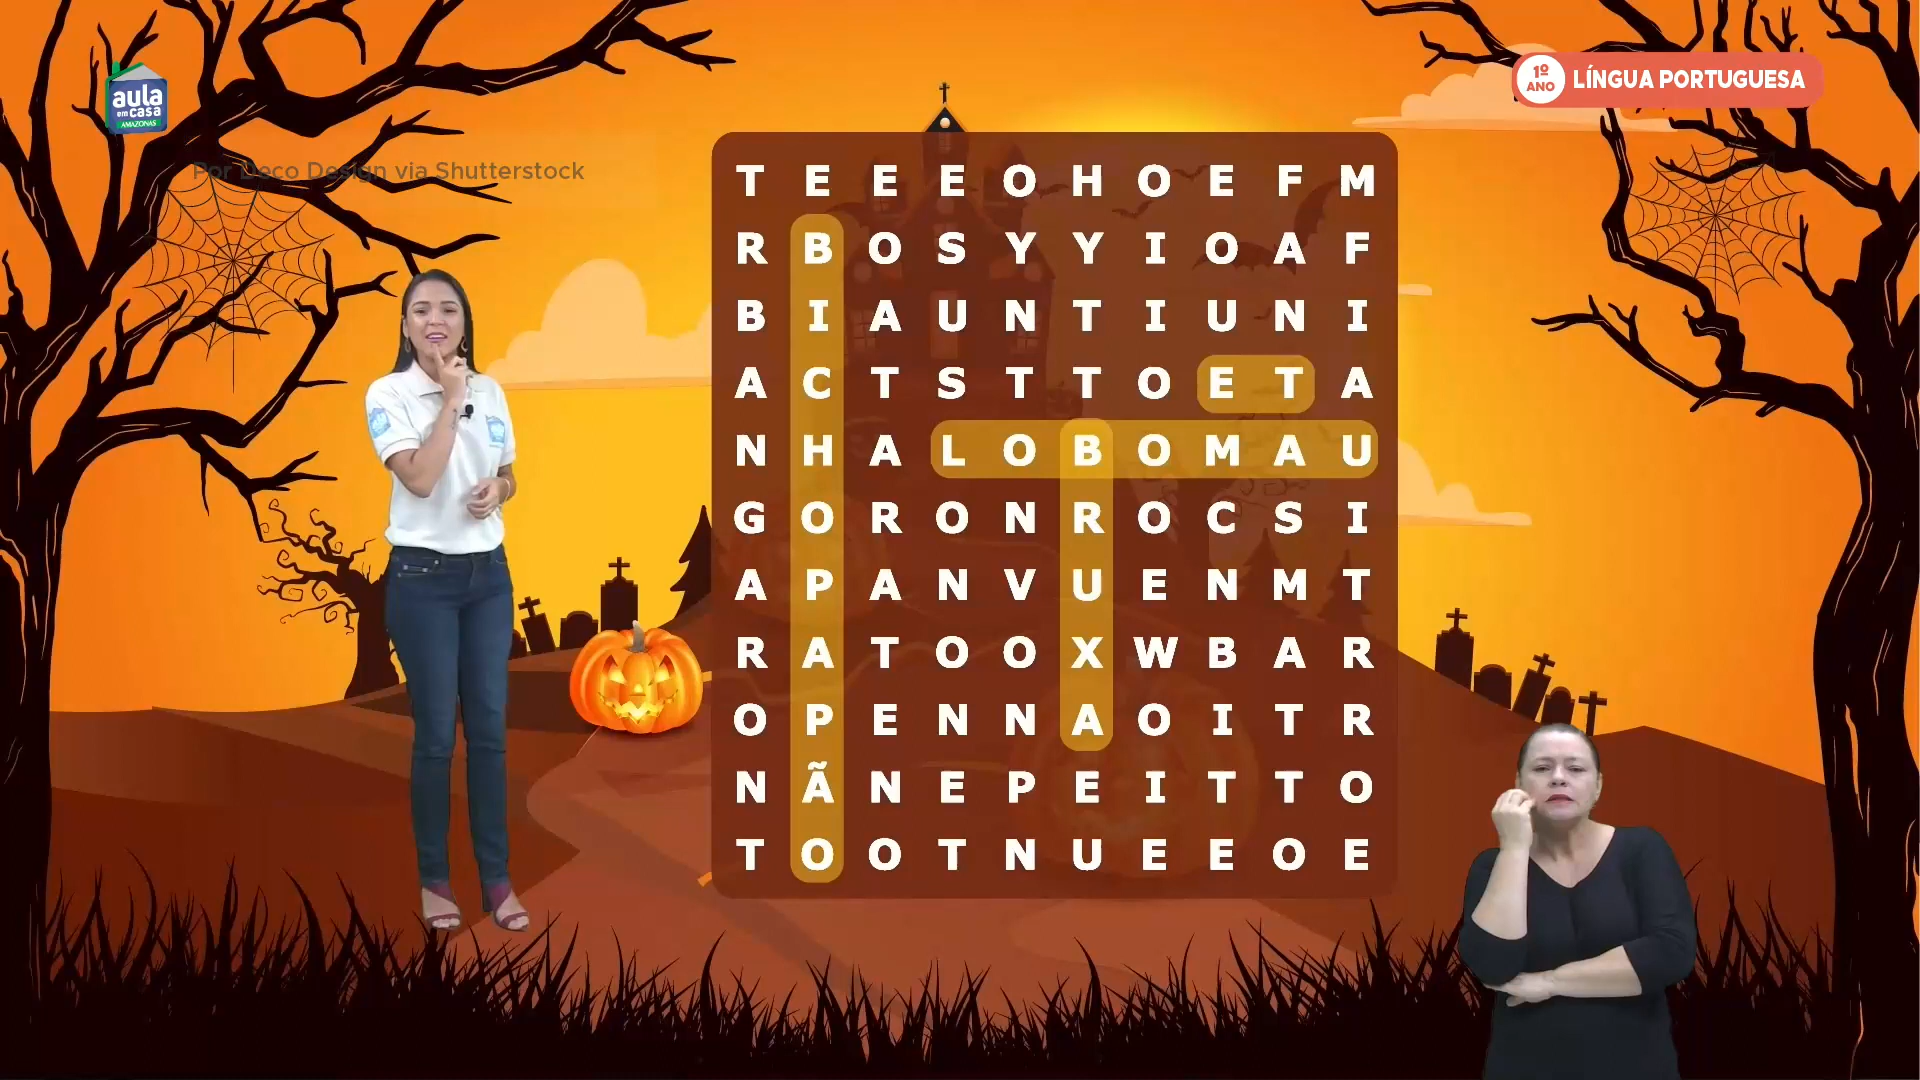 aula
em casa
AMAZONAS
1º
ANO
LÍNGUA PORTUGUESA
Por Deco Design via Shutterstock
T E E E O H O E F M
R B O S Y Y I O A F
B I A U N T I U N I
A C T S T T O E T A
N H A L O B O M A U
G O R O N R O C S I
A P A N V U E N M T
R A T O O X W B A R
O P E N N A O I T R
N Ã N E P E I T T O
T O O T N U E E O E